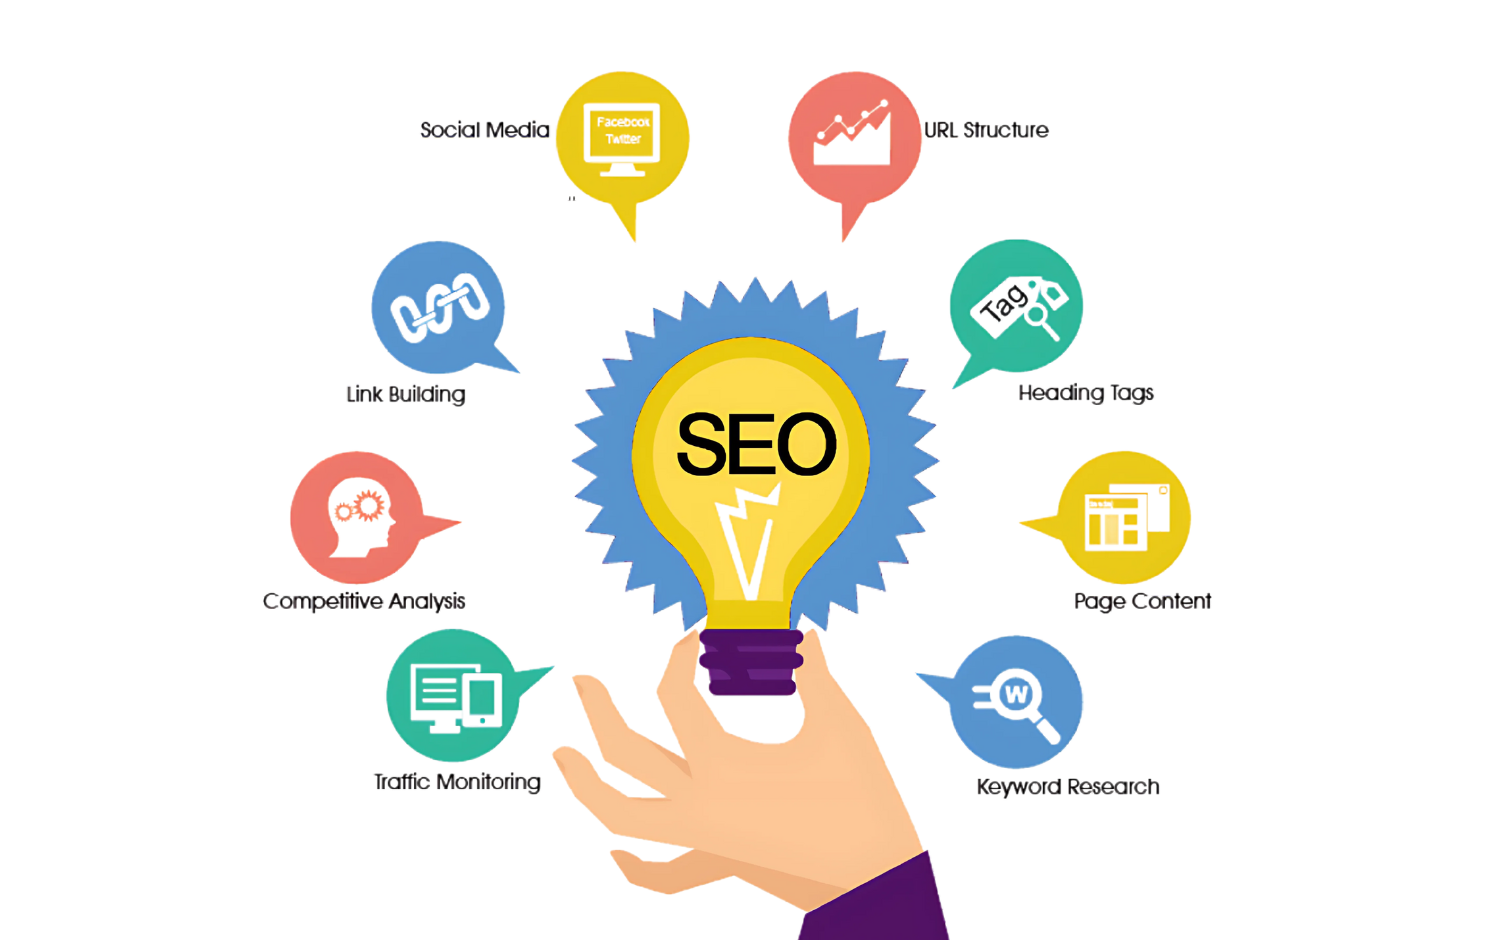 Social Media
Facebook
Twitter
URL Structure
Link Building
Tag
Heading Tags
SEO
Competitive Analysis
Page Content
Traffic Monitoring
W
Keyword Research